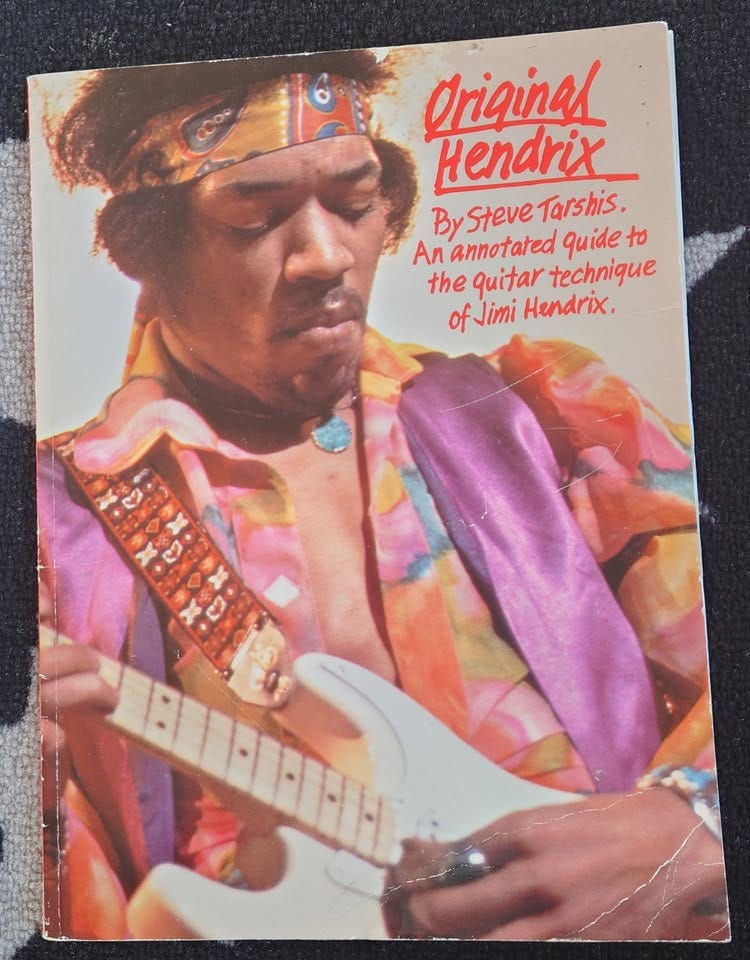 Original
Hendrix
By Steve Tarshis.
An annotated guide to
the guitar technique
of Jimi Hendrix.